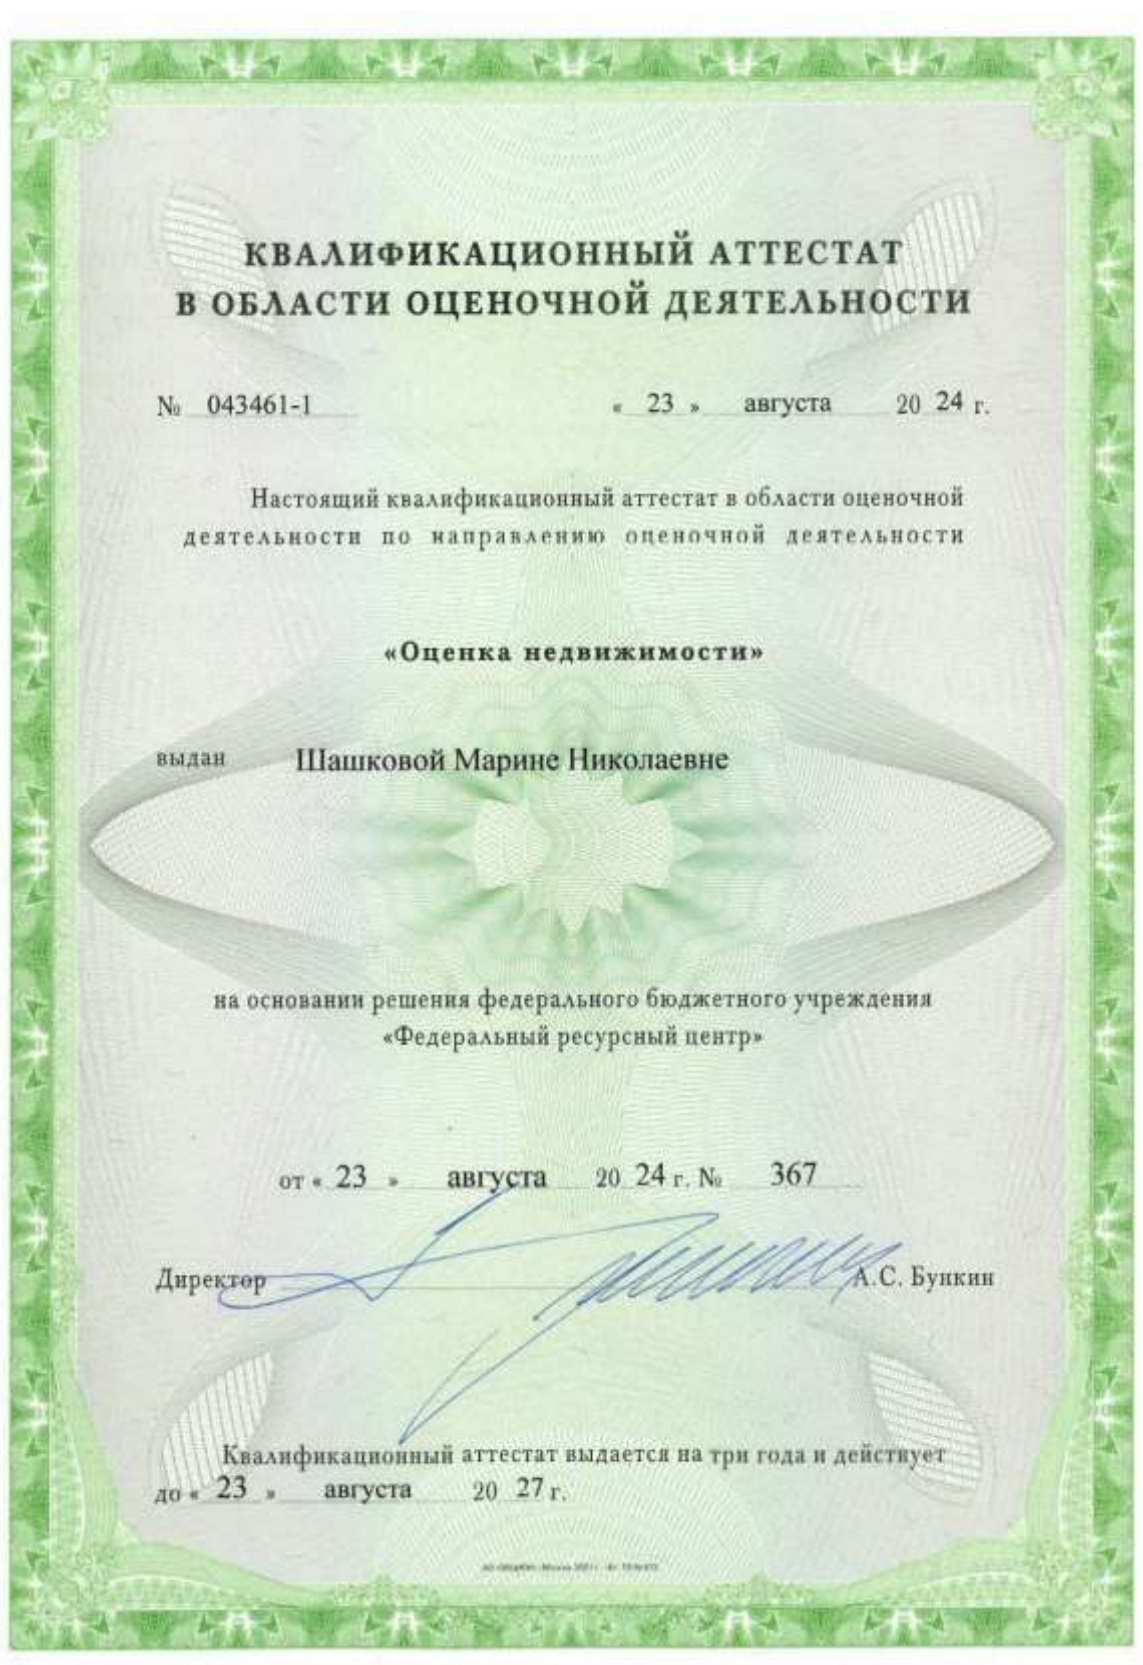 КВАЛИФИКАЦИОННЫЙ АТТЕСТАТ
В ОБЛАСТИ ОЦЕНОЧНОЙ ДЕЯТЕЛЬНОСТИ
№ 043461-1 « 23 » августа 20 24 г.
Настоящий квалификационный аттестат в области оценочной
деятельности по направлению оценочной деятельности
«Оценка недвижимости»
выдан Шашковой Марине Николаевне
на основании решения федерального бюджетного учреждения
«Федеральный ресурсный центр»
от « 23 » августа 20 24 г. № 367
Директор А.С. Бункин
Квалификационный аттестат выдается на три года и действует
до « 23 » августа 20 27 г.